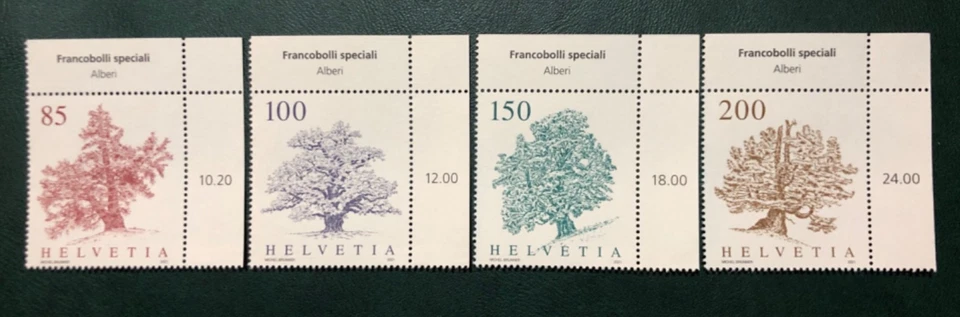 Francobolli speciali
Alberi
85
10.20
HELVETIA
Francobolli speciali
Alberi
100
12.00
HELVETIA
Francobolli speciali
Alberi
150
18.00
HELVETIA
Francobolli speciali
Alberi
200
24.00
HELVETIA